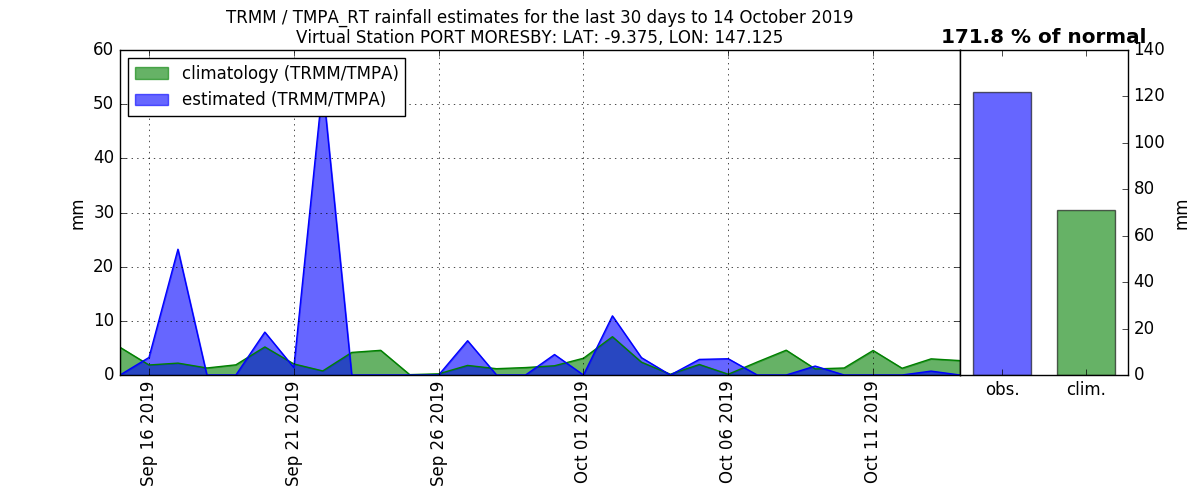 TRMM / TMPA_RT rainfall estimates for the last 30 days to 14 October 2019
Virtual Station PORT MORESBY: LAT: -9.375, LON: 147.125
171.8 % of normal
climatology (TRMM/TMPA)
estimated (TRMM/TMPA)
mm
60
50
40
30
20
10
0
Sep 16 2019
Sep 21 2019
Sep 26 2019
Oct 01 2019
Oct 06 2019
Oct 11 2019
obs.
clim.
140
120
100
80
60
40
20
0
mm